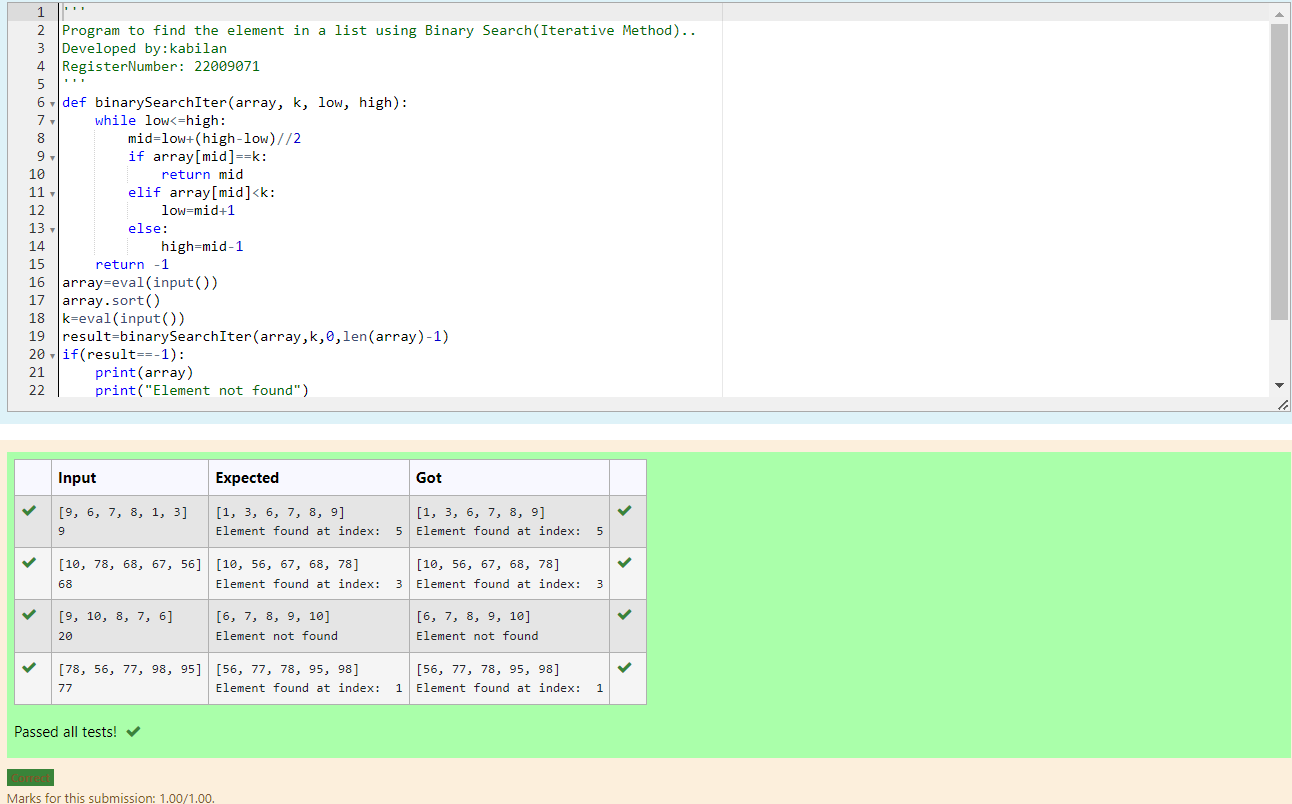 1 '''
2 Program to find the element in a list using Binary Search(Iterative Method)..
3 Developed by:kabilan
4 RegisterNumber: 22009071
5 '''
6 def binarySearchIter(array, k, low, high):
7     while low<=high:
8         mid=low+(high-low)//2
9         if array[mid]==k:
10             return mid
11         elif array[mid]<k:
12             low=mid+1
13         else:
14             high=mid-1
15     return -1
16 array=eval(input())
17 array.sort()
18 k=eval(input())
19 result=binarySearchIter(array,k,0,len(array)-1)
20 if(result==-1):
21     print(array)
22     print("Element not found")
Input Expected Got
[9, 6, 7, 8, 1, 3] [1, 3, 6, 7, 8, 9] [1, 3, 6, 7, 8, 9]
9 Element found at index:  5 Element found at index:  5
[10, 78, 68, 67, 56] [10, 56, 67, 68, 78] [10, 56, 67, 68, 78]
68 Element found at index:  3 Element found at index:  3
[9, 10, 8, 7, 6] [6, 7, 8, 9, 10] [6, 7, 8, 9, 10]
20 Element not found Element not found
[78, 56, 77, 98, 95] [56, 77, 78, 95, 98] [56, 77, 78, 95, 98]
77 Element found at index:  1 Element found at index:  1
Passed all tests!
Correct
Marks for this submission: 1.00/1.00.